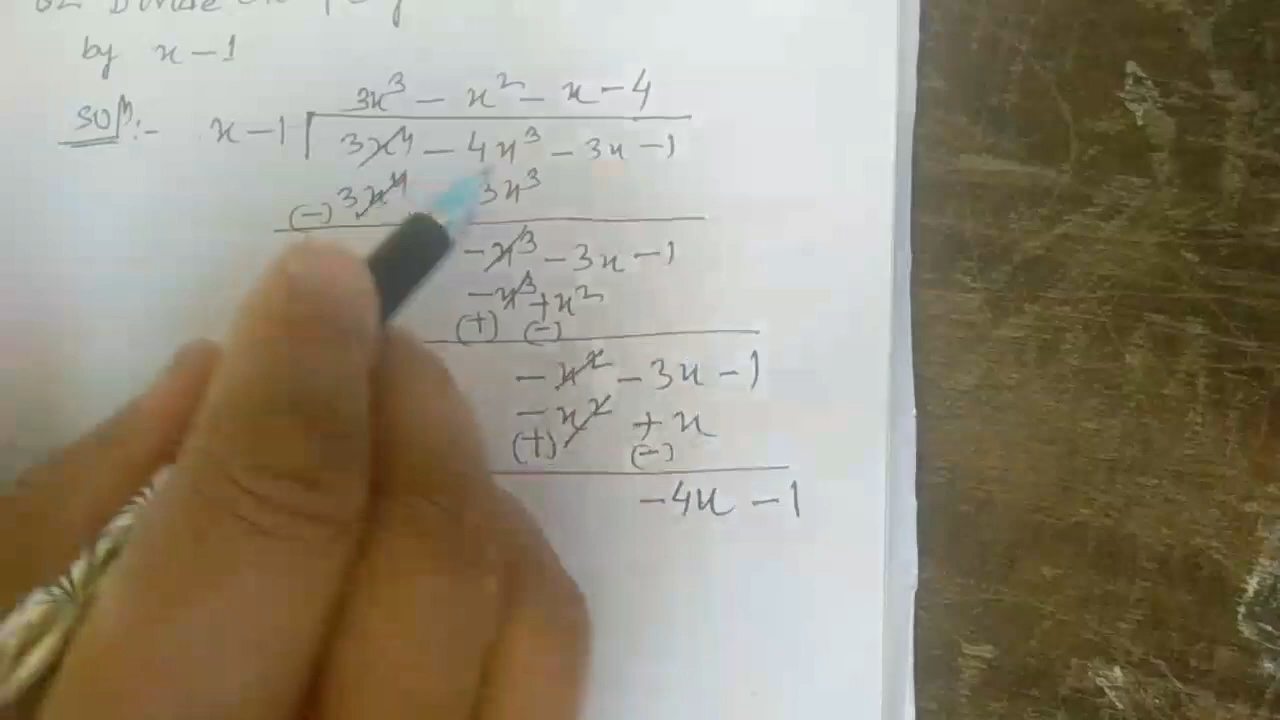 by x - 1
Soln:-
3x³ - x² - x - 4
x - 1 3x⁴ - 4x³ - 3x - 1
(-) 3x⁴ 3x³
- x³ - 3x - 1
- x³ + x²
(+) (-)
- x² - 3x - 1
- x² + x
(+) (-)
- 4x - 1